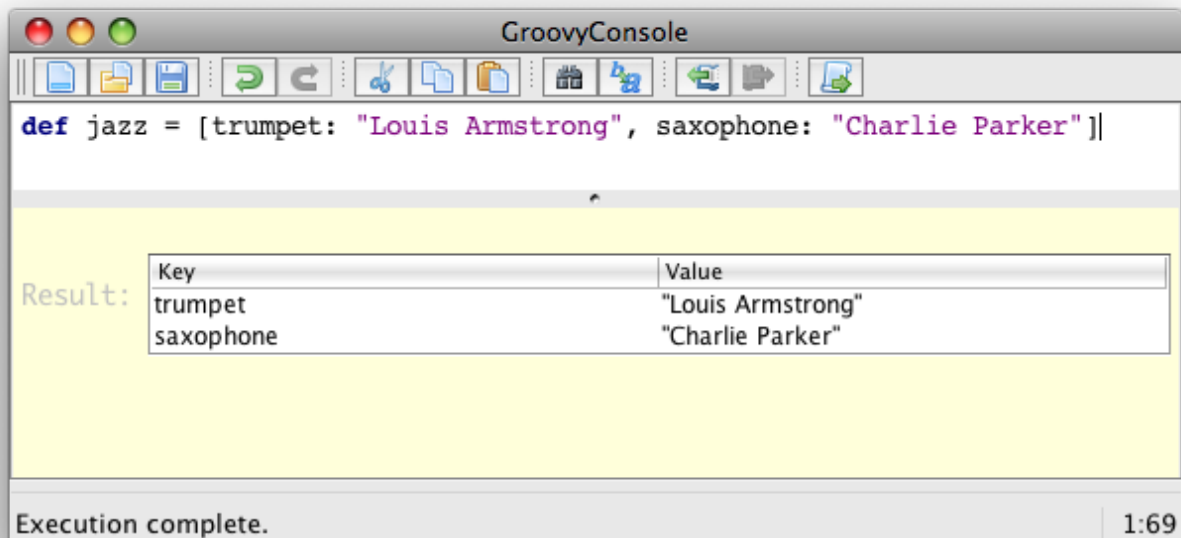 GroovyConsole
def jazz = [trumpet: "Louis Armstrong", saxophone: "Charlie Parker"]
Result:
Key Value
trumpet "Louis Armstrong"
saxophone "Charlie Parker"
Execution complete. 1:69